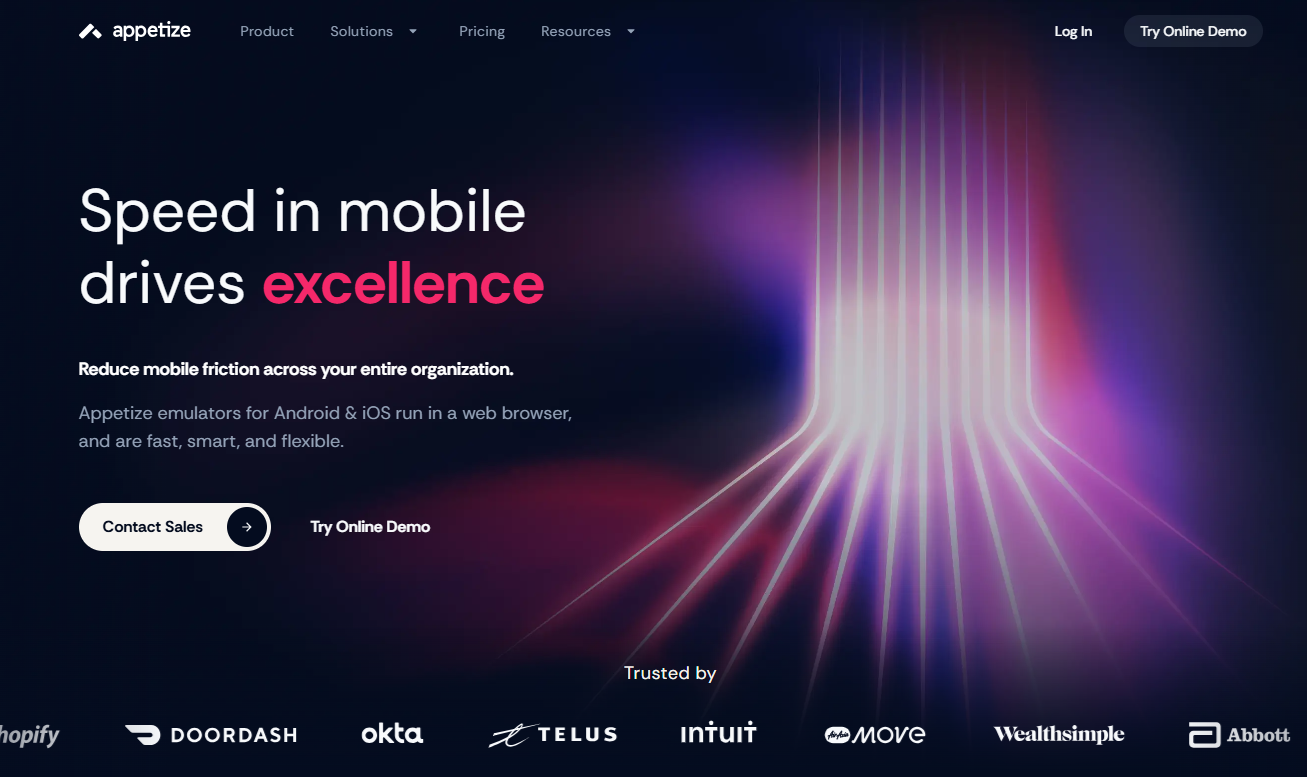 appetize
Product Solutions Pricing Resources
Log In Try Online Demo
Speed in mobile
drives excellence
Reduce mobile friction across your entire organization.
Appetize emulators for Android & iOS run in a web browser,
and are fast, smart, and flexible.
Contact Sales Try Online Demo
Trusted by
hopify DOORDASH okta TELUS intuit MOVE Wealthsimple Abbott